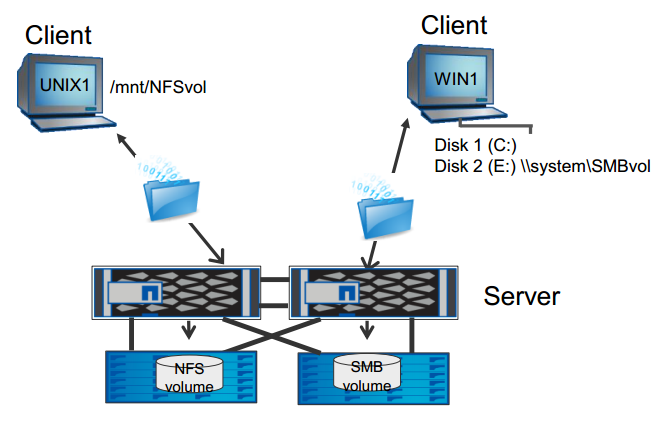 Client
Client
UNIX1
/mnt/NFSvol
WIN1
Disk 1 (C:)
Disk 2 (E:) \\system\SMBvol
Server
NFS
volume
SMB
volume